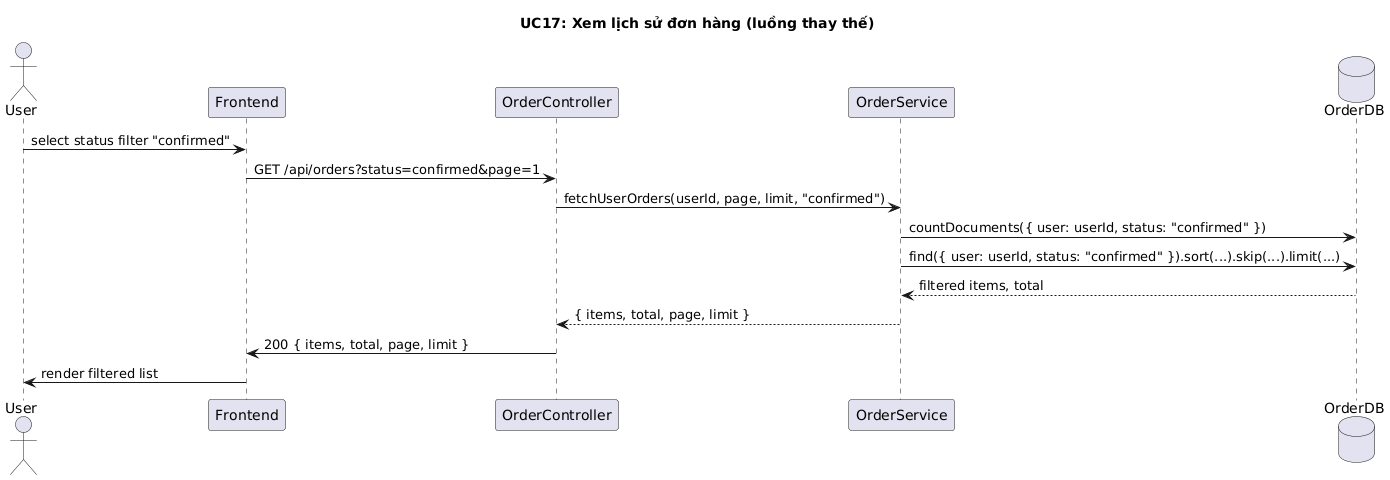 UC17: Xem lịch sử đơn hàng (luồng thay thế)
User
Frontend
OrderController
OrderService
OrderDB
select status filter "confirmed"
GET /api/orders?status=confirmed&page=1
fetchUserOrders(userId, page, limit, "confirmed")
countDocuments({ user: userId, status: "confirmed" })
find({ user: userId, status: "confirmed" }).sort(...).skip(...).limit(...)
filtered items, total
{ items, total, page, limit }
200 { items, total, page, limit }
render filtered list
User
Frontend
OrderController
OrderService
OrderDB